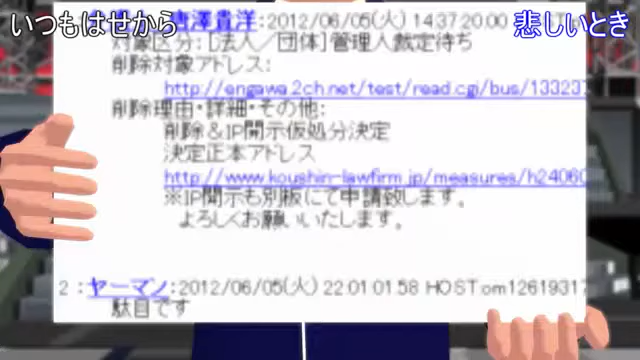 いつもはせから
悲しいとき
唐澤貴洋：2012/06/05(火) 14:37:20.00
対象区分：[法人／団体]管理人裁定待ち
削除対象アドレス：
http://engawa.2ch.net/test/read.cgi/bus/133237
削除理由・詳細・その他：
削除＆IP開示仮処分決定
決定正本アドレス
http://www.koushin-lawfirm.jp/measures/h24060
※IP開示も別版にて申請致します。
よろしくお願いいたします。
2 ：ヤーマン：2012/06/05(火) 22:01:01.58 HOST:om12619317
駄目です